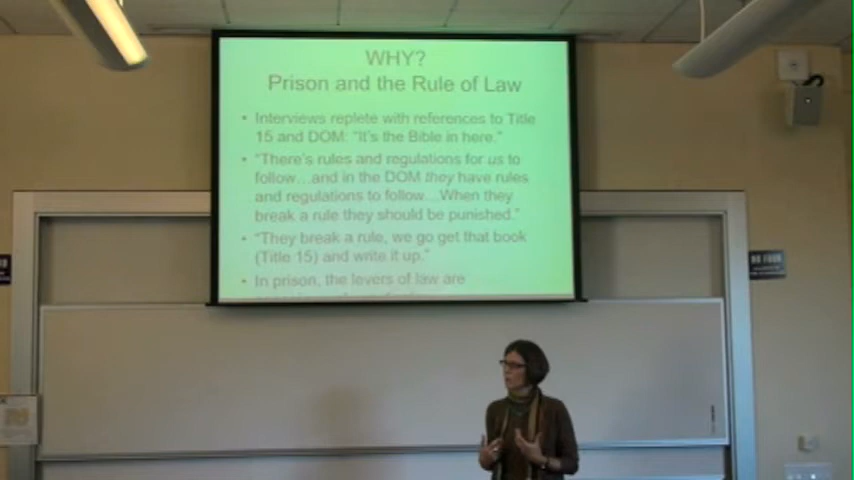 WHY?
Prison and the Rule of Law
• Interviews replete with references to Title
15 and DOM: “It’s the Bible in here.”
• “There’s rules and regulations for us to
follow…and in the DOM they have rules
and regulations to follow…When they
break a rule they should be punished.”
• “They break a rule, we go get that book
(Title 15) and write it up.”
• In prison, the levers of law are
NO FOOD